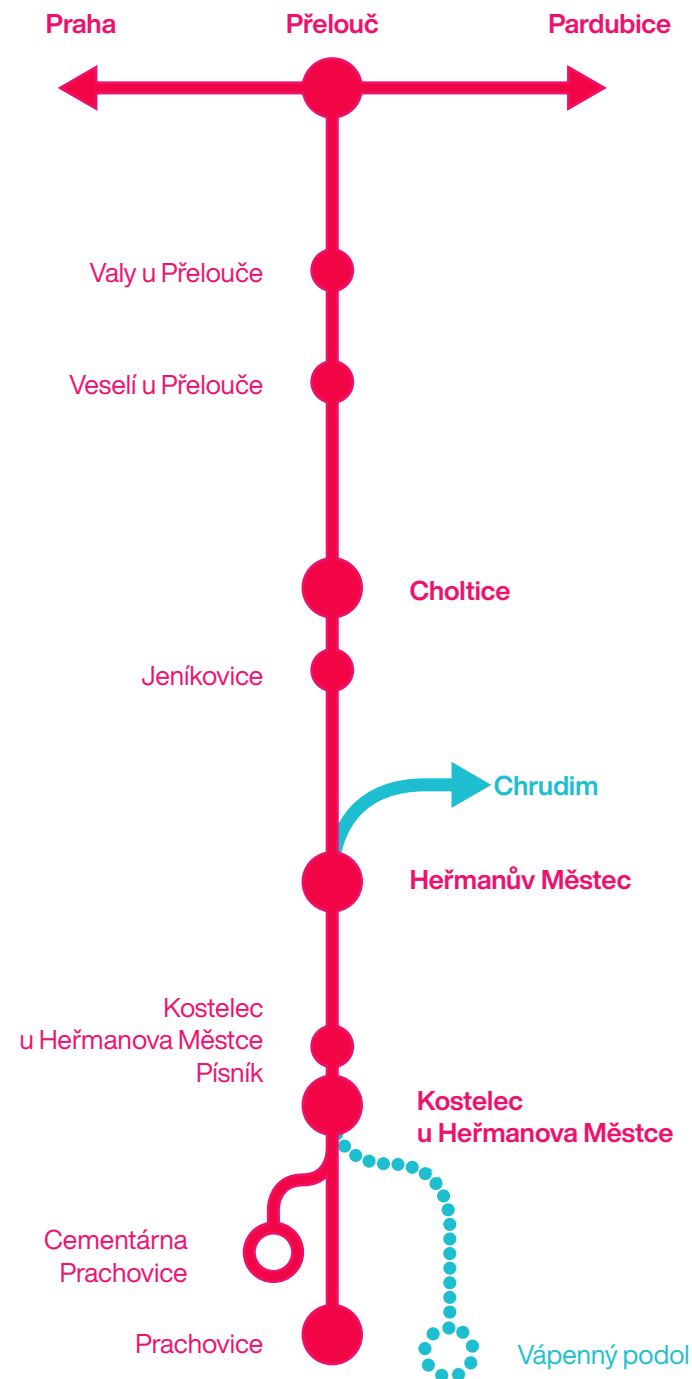 Praha
Přelouč
Pardubice
Valy u Přelouče
Veselí u Přelouče
Choltice
Jeníkovice
Chrudim
Heřmanův Městec
Kostelec
u Heřmanova Městce
Písník
Kostelec
u Heřmanova Městce
Cementárna
Prachovice
Prachovice
Vápenný podol